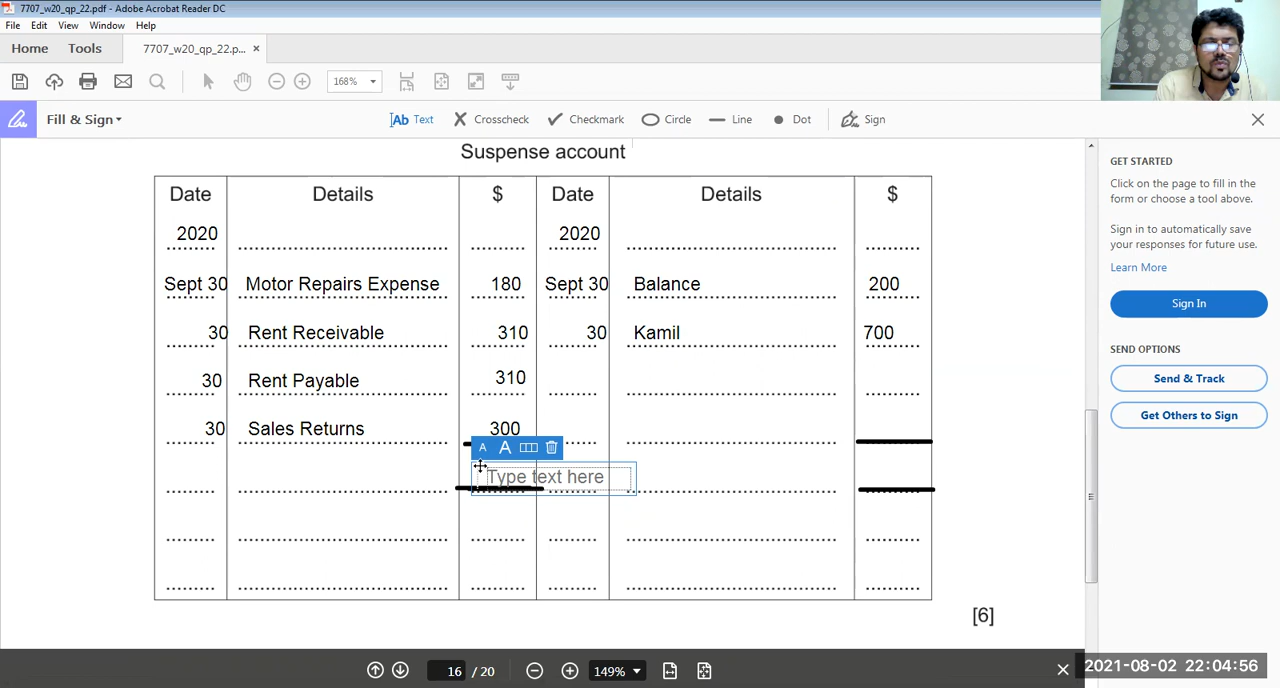 7707_w20_qp_22.pdf - Adobe Acrobat Reader DC
File Edit View Window Help
Home Tools 7707_w20_qp_22.p... ×
168%
Fill & Sign Ab Text Crosscheck Checkmark Circle Line Dot Sign
Suspense account
Date Details $ Date Details $
2020 2020
Sept 30 Motor Repairs Expense 180 Sept 30 Balance 200
30 Rent Receivable 310 30 Kamil 700
30 Rent Payable 310
30 Sales Returns 300
A A
Type text here
[6]
GET STARTED
Click on the page to fill in the
form or choose a tool above.
Sign in to automatically save
your responses for future use.
Learn More
Sign In
SEND OPTIONS
Send & Track
Get Others to Sign
16 / 20 149%
2021-08-02 22:04:56